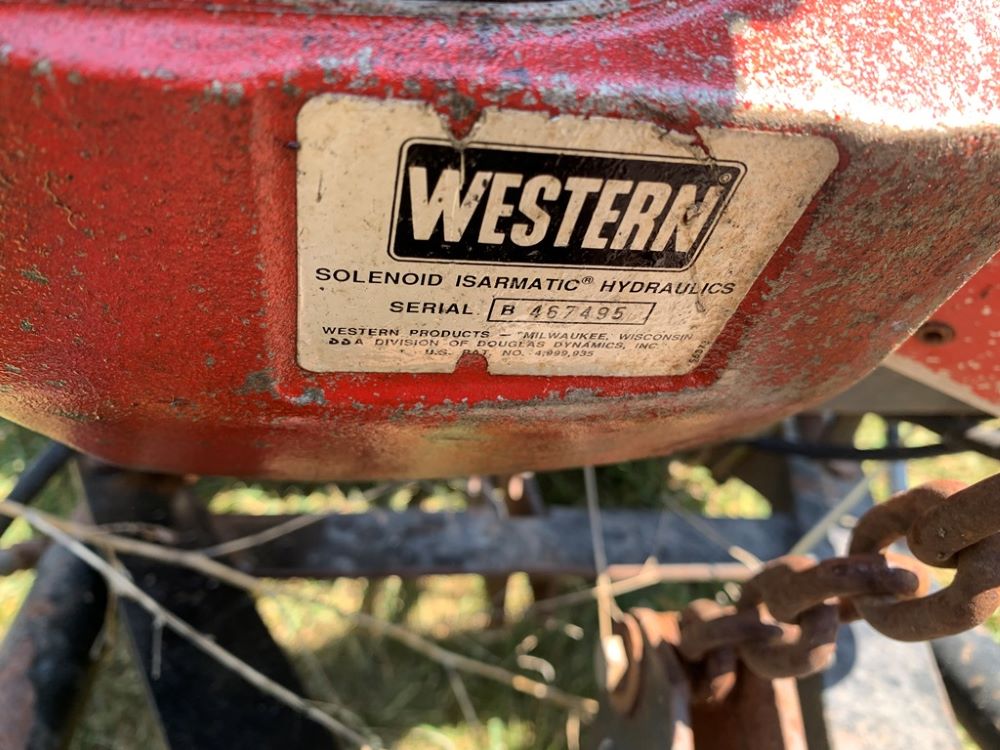 WESTERN®
SOLENOID ISARMATIC® HYDRAULICS
SERIAL B 467495
WESTERN PRODUCTS – MILWAUKEE, WISCONSIN
A DIVISION OF DOUGLAS DYNAMICS, INC
U.S. PAT. NO. 4,999,935